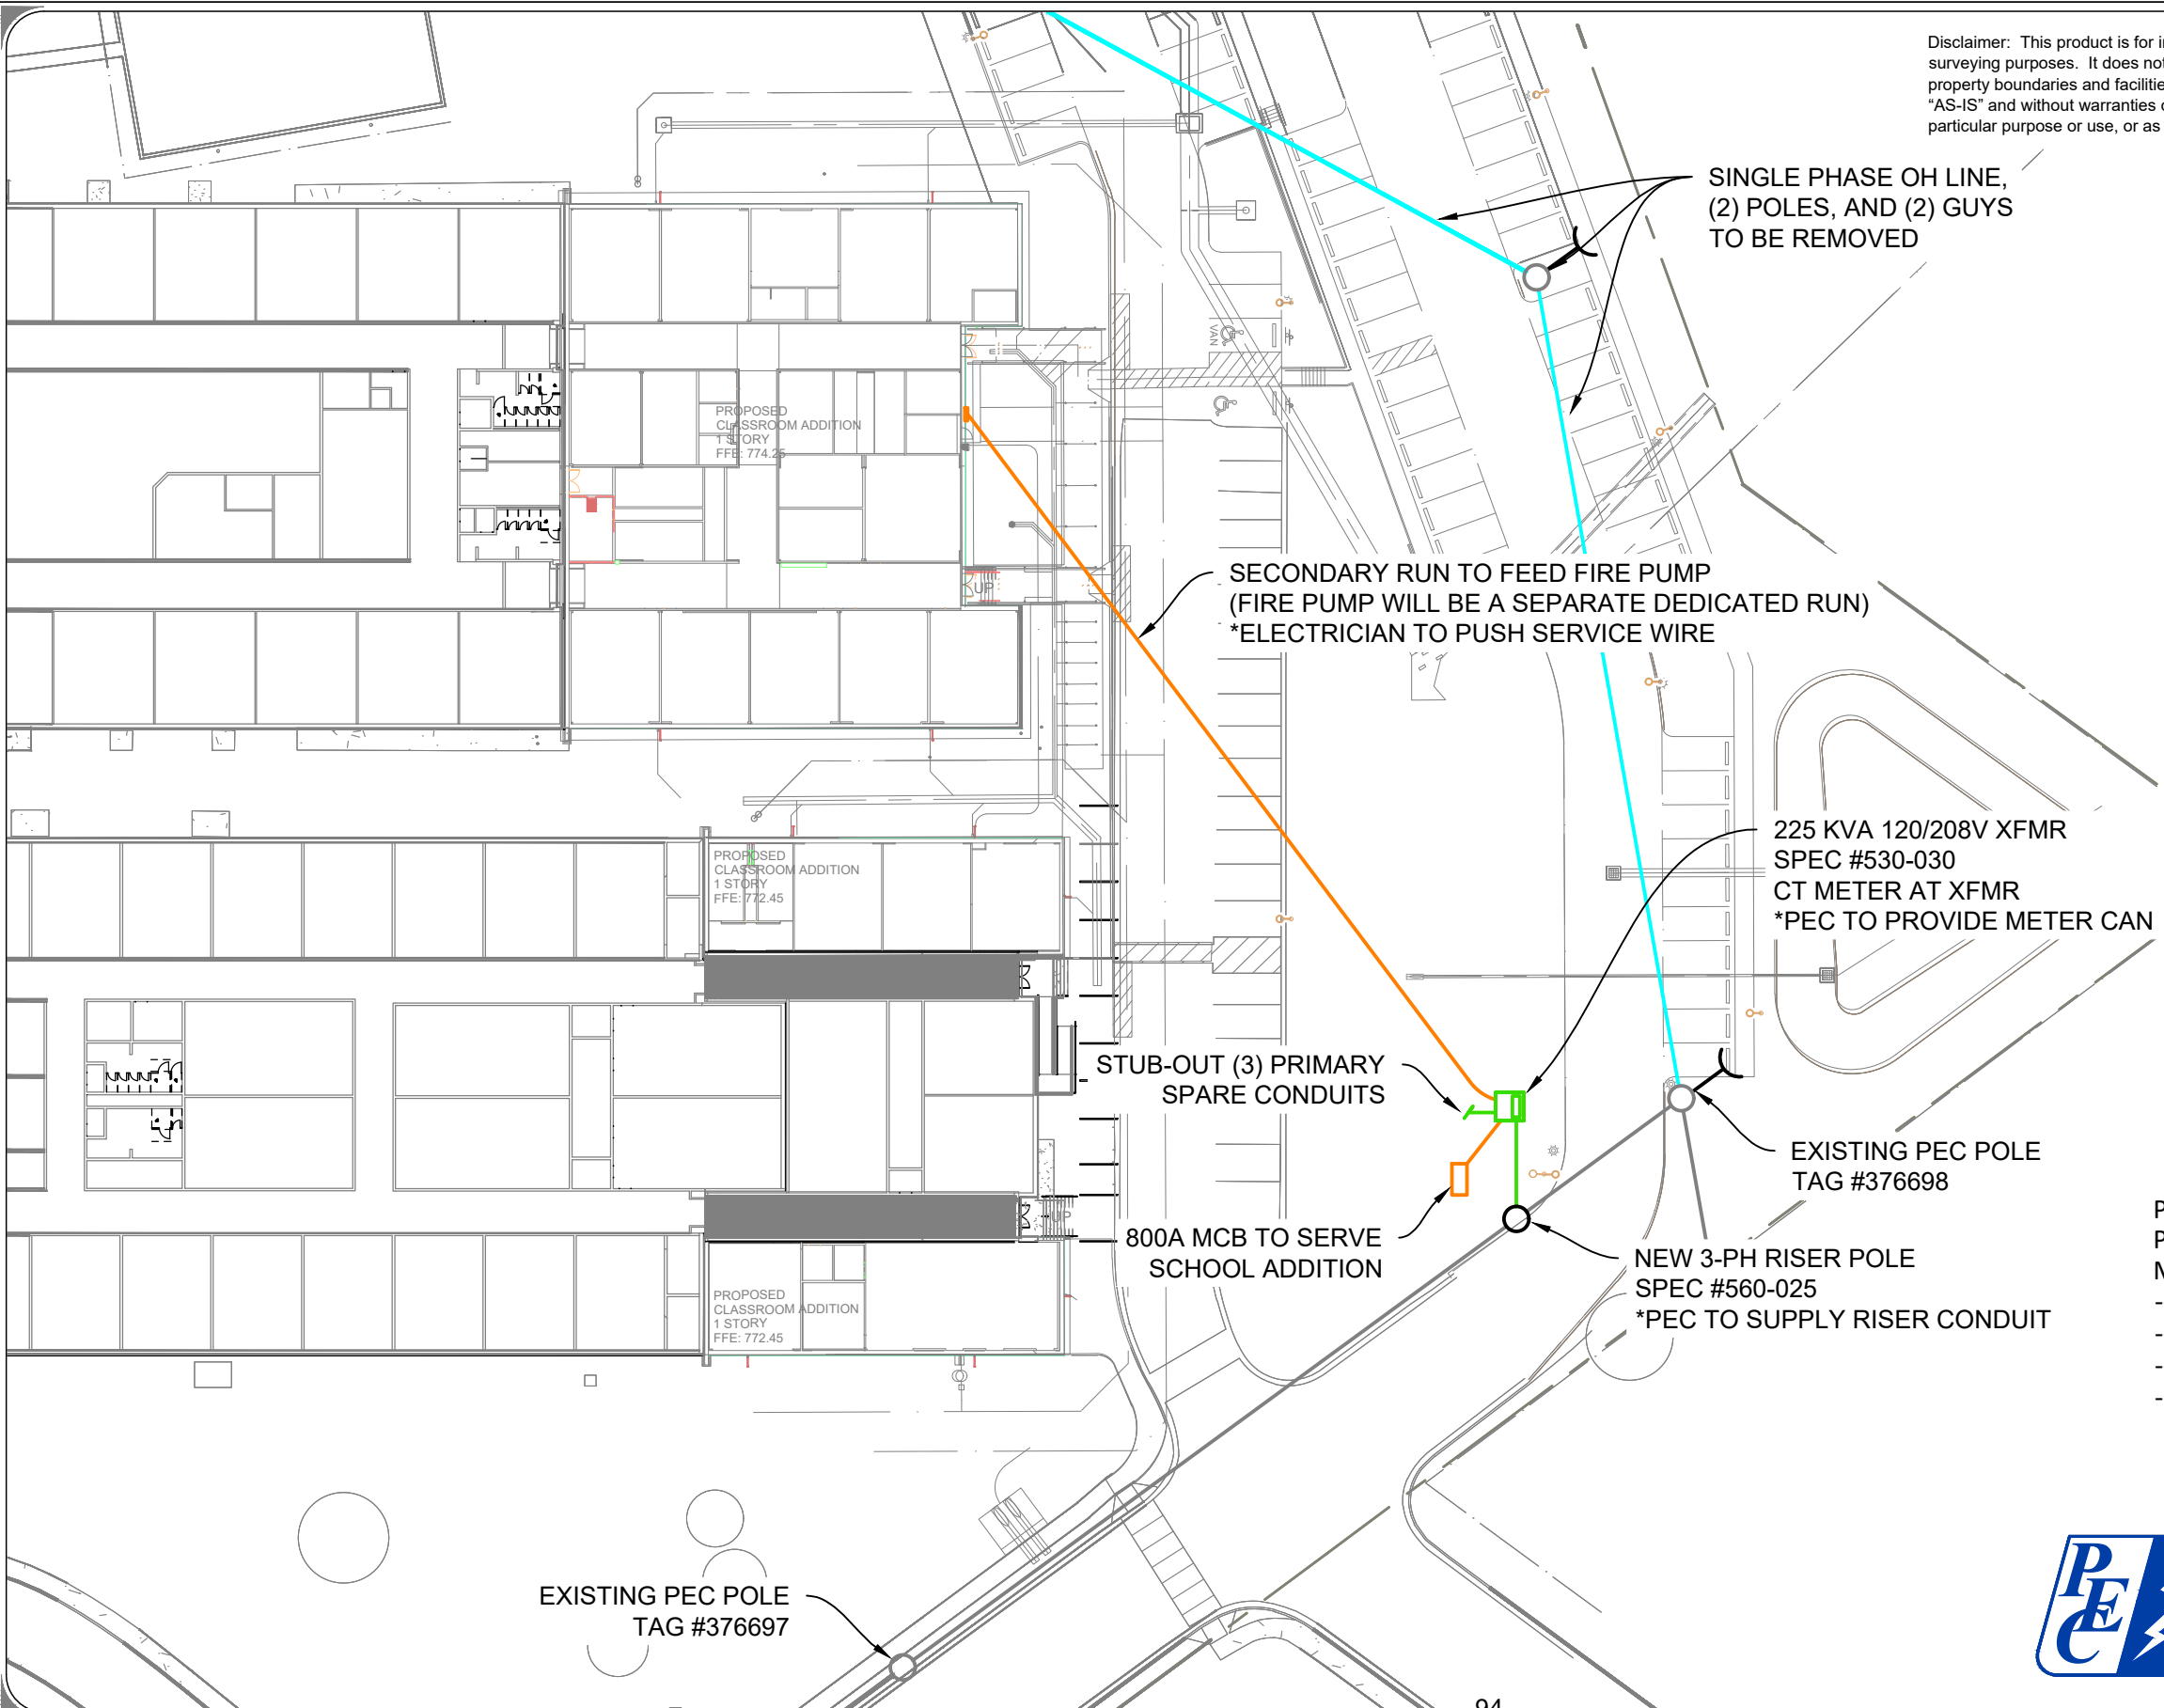 Disclaimer: This product is for
surveying purposes. It does not
property boundaries and
"AS-IS" and without warranties
particular purpose or use, or as
SINGLE PHASE OH LINE,
(2) POLES, AND (2) GUYS
TO BE REMOVED
VAN
PROPOSED
CLASSROOM ADDITION
1 STORY
FFE: 774.25
SECONDARY RUN TO FEED FIRE PUMP
(FIRE PUMP WILL BE A SEPARATE DEDICATED RUN)
*ELECTRICIAN TO PUSH SERVICE WIRE
UP
225 KVA 120/208V XFMR
SPEC #530-030
CT METER AT XFMR
*PEC TO PROVIDE METER CAN
PROPOSED
CLASSROOM ADDITION
1 STORY
FFE: 772.45
STUB-OUT (3) PRIMARY
SPARE CONDUITS
EXISTING PEC POLE
TAG #376698
UP
800A MCB TO SERVE
SCHOOL ADDITION
NEW 3-PH RISER POLE
SPEC #560-025
*PEC TO SUPPLY RISER CONDUIT
PROPOSED
CLASSROOM ADDITION
1 STORY
FFE: 772.45
EXISTING PEC POLE
TAG #376697
PEC